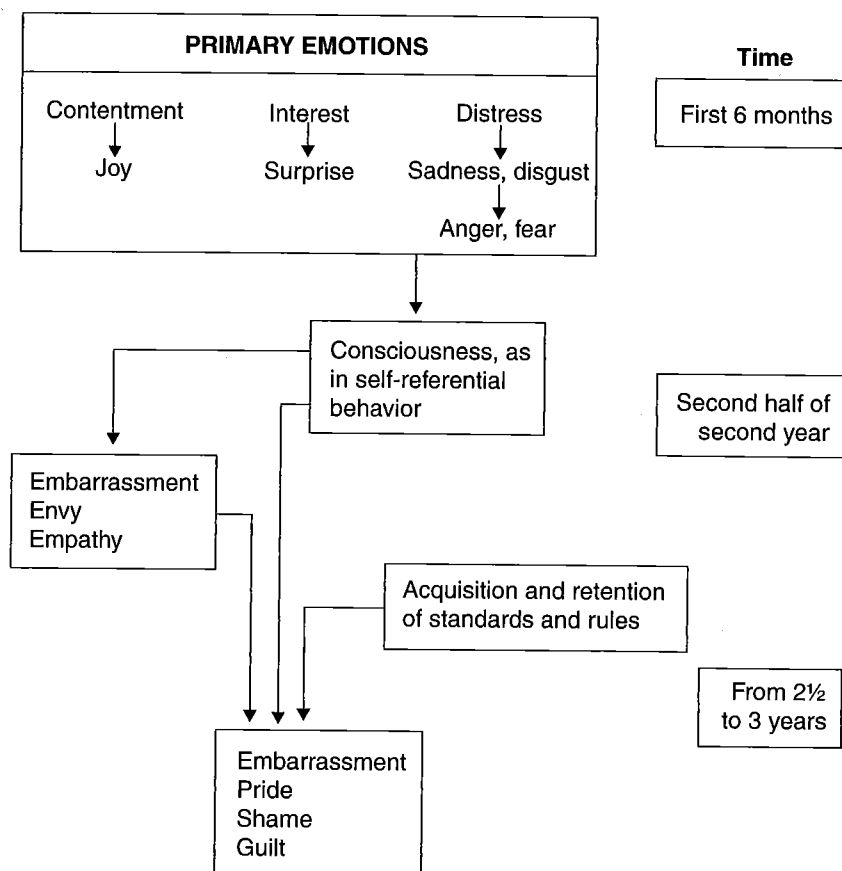 PRIMARY EMOTIONS
Time
Contentment
Interest
Distress
First 6 months
Joy
Surprise
Sadness, disgust
Anger, fear
Consciousness, as
in self-referential
behavior
Second half of
second year
Embarrassment
Envy
Empathy
Acquisition and retention
of standards and rules
From 2½
to 3 years
Embarrassment
Pride
Shame
Guilt